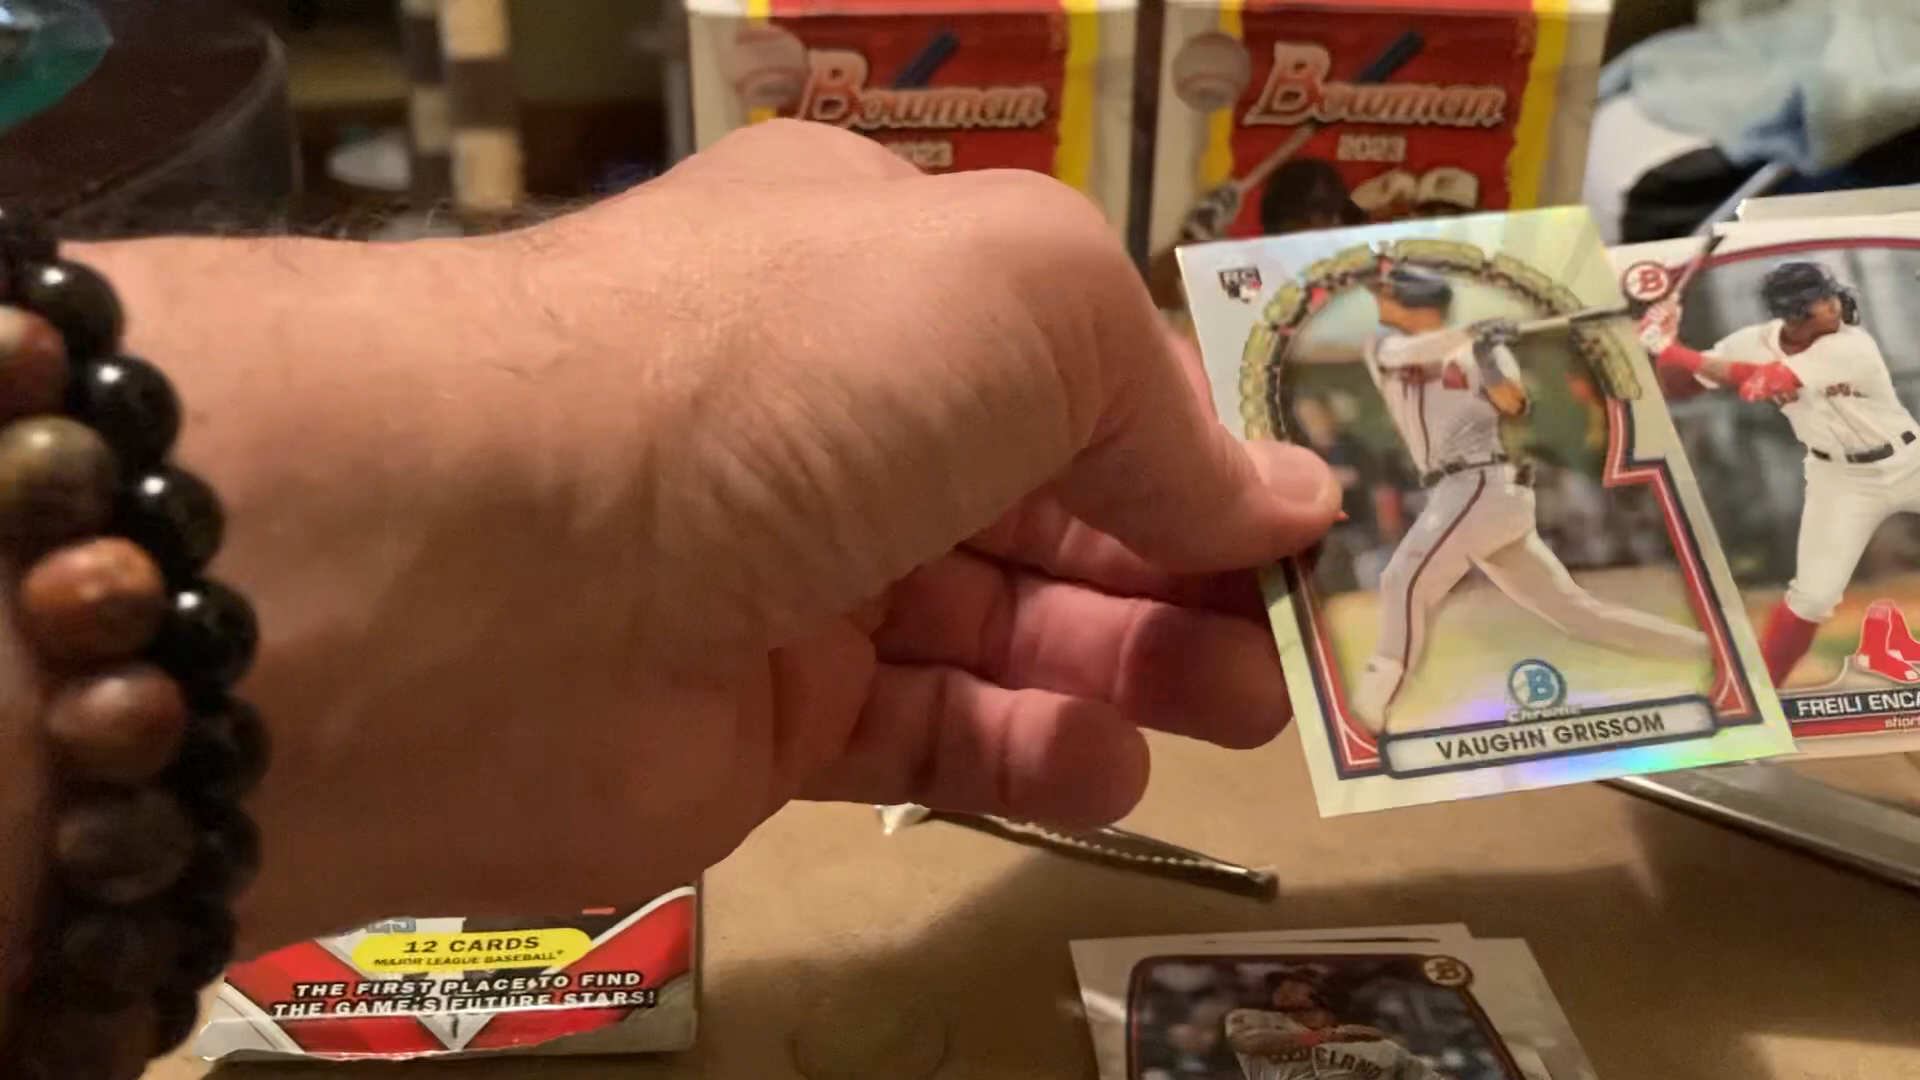 Bowman
Bowman
2023
RC
B
B
Chrome
VAUGHN GRISSOM
FREILI ENCA
shor
12 CARDS
MAJOR LEAGUE BASEBALL
THE FIRST PLACE TO FIND
THE GAME'S FUTURE STARS!
B